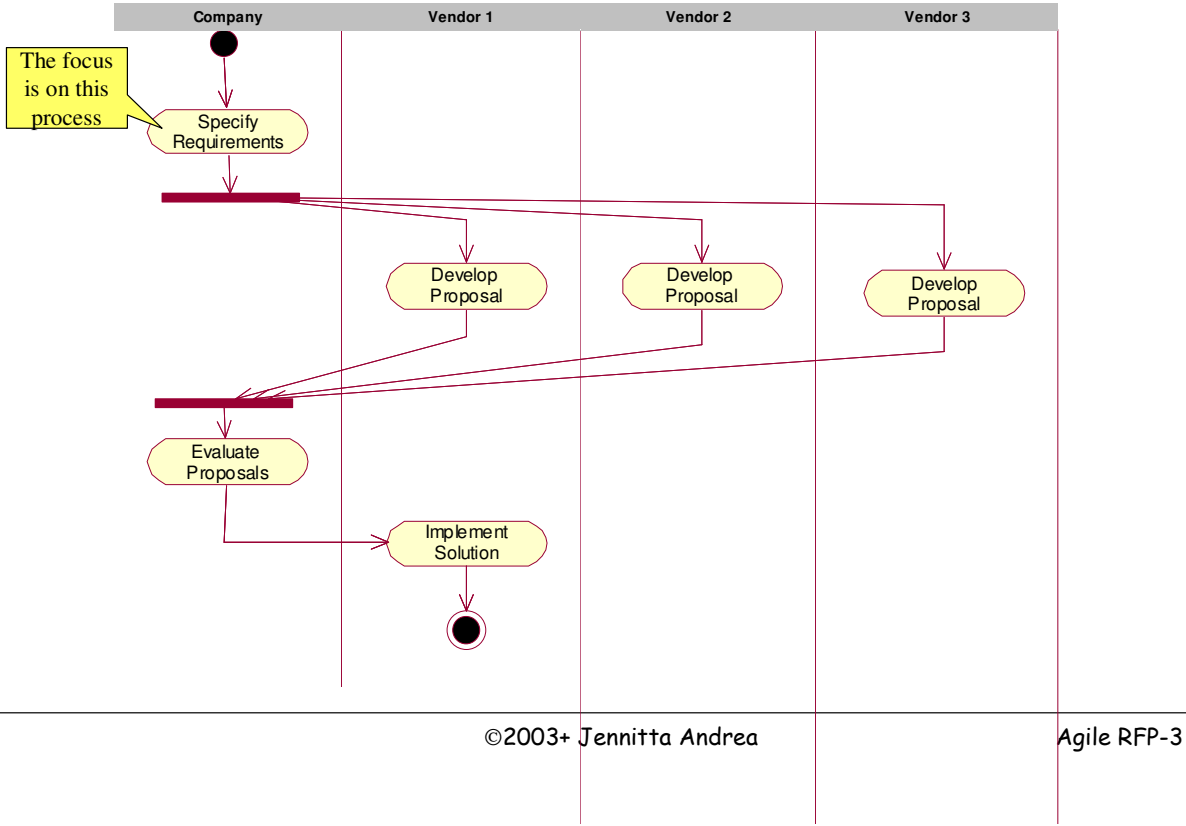 Company Vendor 1 Vendor 2 Vendor 3
The focus
is on this
process
Specify
Requirements
Develop
Proposal
Develop
Proposal
Develop
Proposal
Evaluate
Proposals
Implement
Solution
©2003+ Jennitta Andrea Agile RFP-3